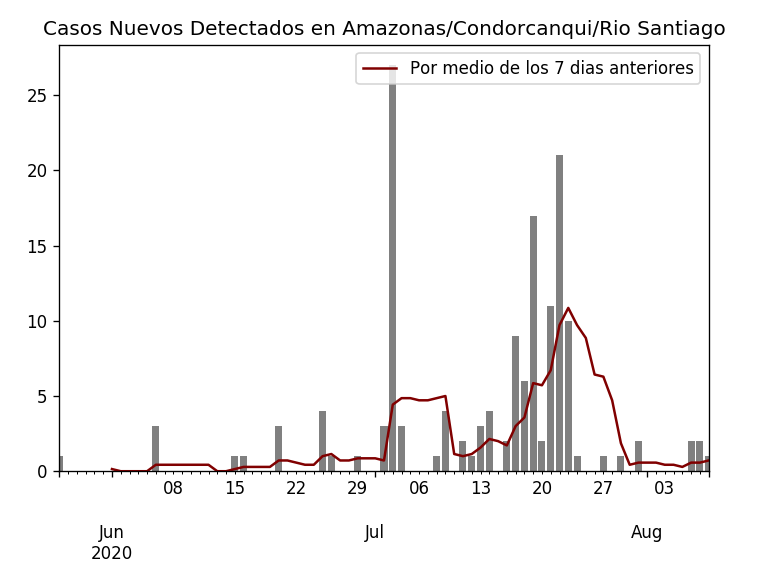 Casos Nuevos Detectados en Amazonas/Condorcanqui/Rio Santiago
Por medio de los 7 dias anteriores
25
20
15
10
5
0
08 15 22 29 06 13 20 27 03
Jun Jul Aug
2020